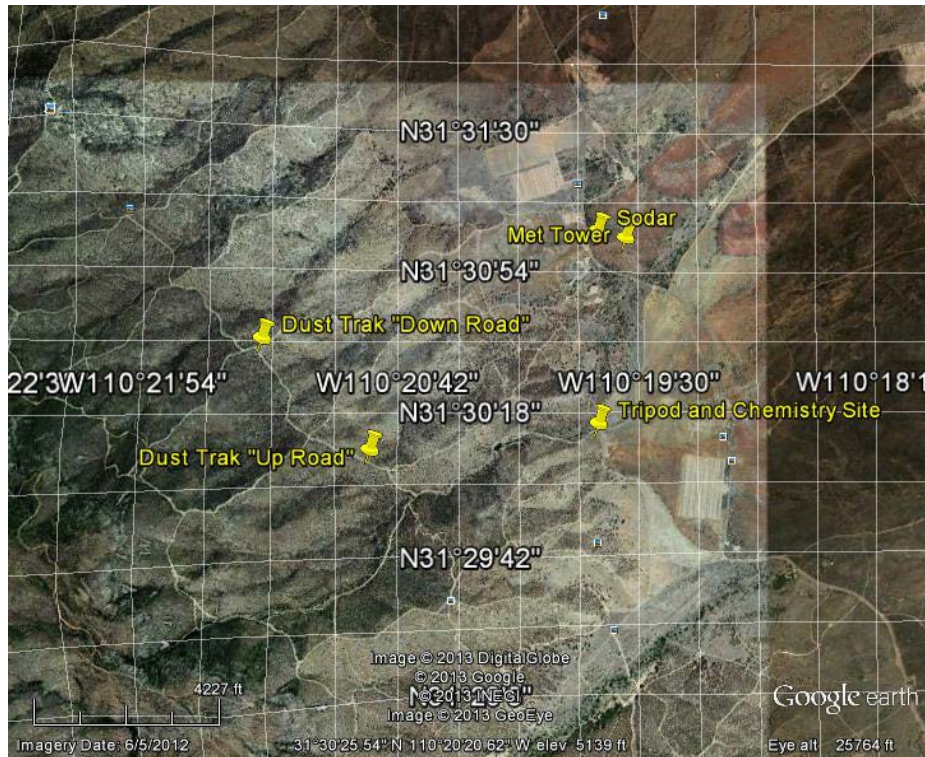 N31°31'30"
Sodar
Met Tower
N31°30'54"
Dust Trak "Down Road"
W110°21'54"
W110°20'42"
W110°19'30"
N31°30'18"
Tripod and Chemistry Site
Dust Trak "Up Road"
N31°29'42"
Image © 2013 DigitalGlobe
© 2013 Google
© 2013 INEGI
Image © 2013 GeoEye
4227 ft
Google earth
Imagery Date: 6/5/2012
31°30'25.54" N 110°20'20.62" W elev 5139 ft
Eye alt 25764 ft